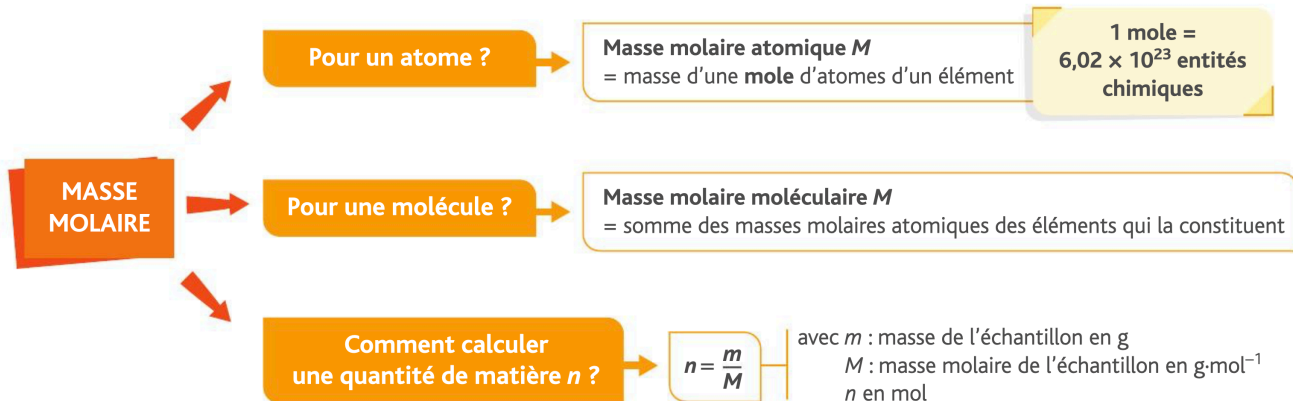 Pour un atome ?
Masse molaire atomique M
= masse d'une mole d'atomes d'un élément
1 mole =
6,02 × 10²³ entités
chimiques
MASSE
MOLAIRE
Pour une molécule ?
Masse molaire moléculaire M
= somme des masses molaires atomiques des éléments qui la constituent
Comment calculer
une quantité de matière n ?
n = m/M
avec m : masse de l'échantillon en g
M : masse molaire de l'échantillon en g·mol⁻¹
n en mol